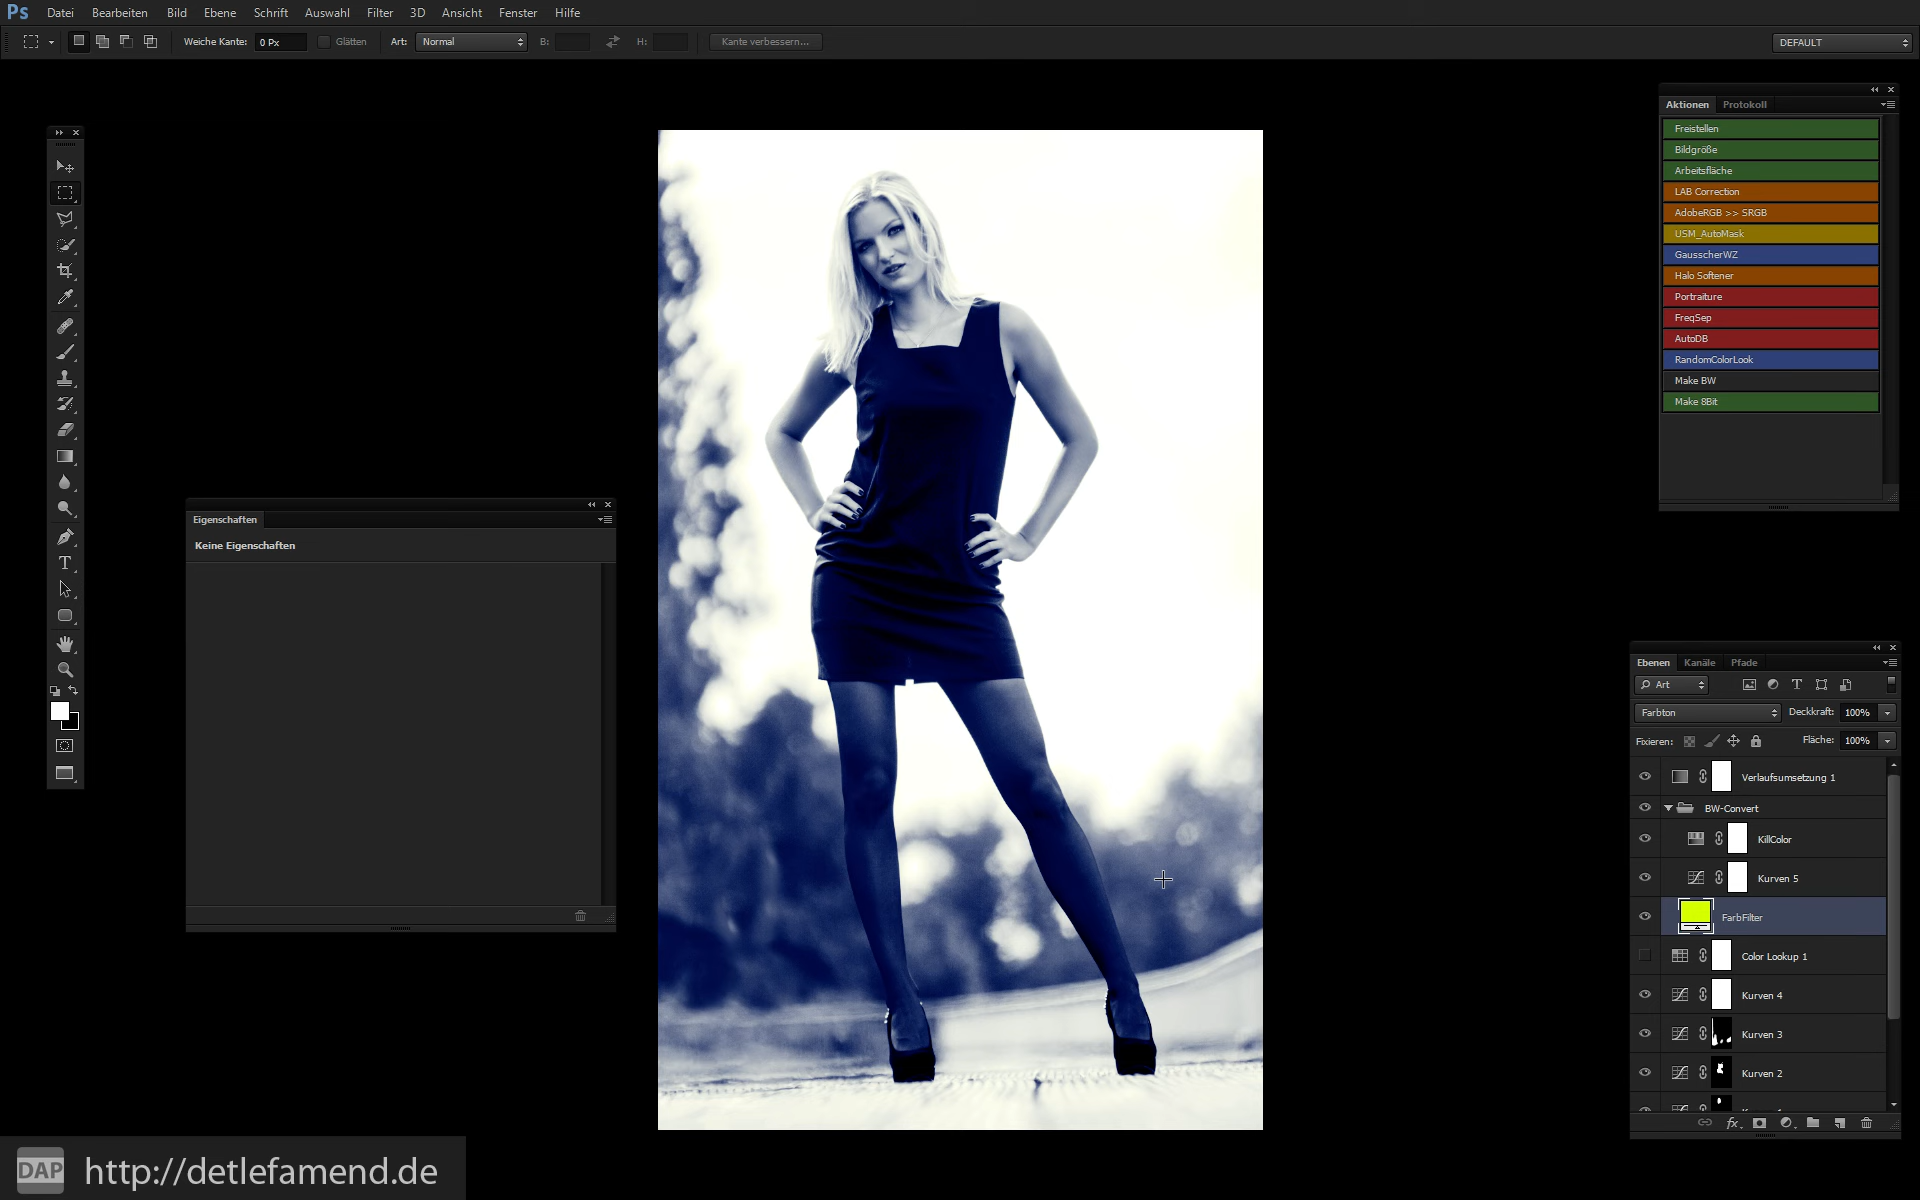 Ps Datei Bearbeiten Bild Ebene Schrift Auswahl Filter 3D Ansicht Fenster Hilfe
Weiche Kante: 0 Px Glätten Art: Normal B: H: Kante verbessern... DEFAULT
Aktionen Protokoll
Freistellen
Bildgröße
Arbeitsfläche
LAB Correction
AdobeRGB >> SRGB
USM_AutoMask
GausscherWZ
Halo Softener
Portraiture
FreqSep
AutoDB
RandomColorLook
Make BW
Make 8Bit
Eigenschaften
Keine Eigenschaften
Ebenen Kanäle Pfade
Art
Farbton Deckkraft: 100%
Fixieren: Fläche: 100%
Verlaufsumsetzung 1
BW-Convert
KillColor
Kurven 5
FarbFilter
Color Lookup 1
Kurven 4
Kurven 3
Kurven 2
fx
DAP http://detlefamend.de